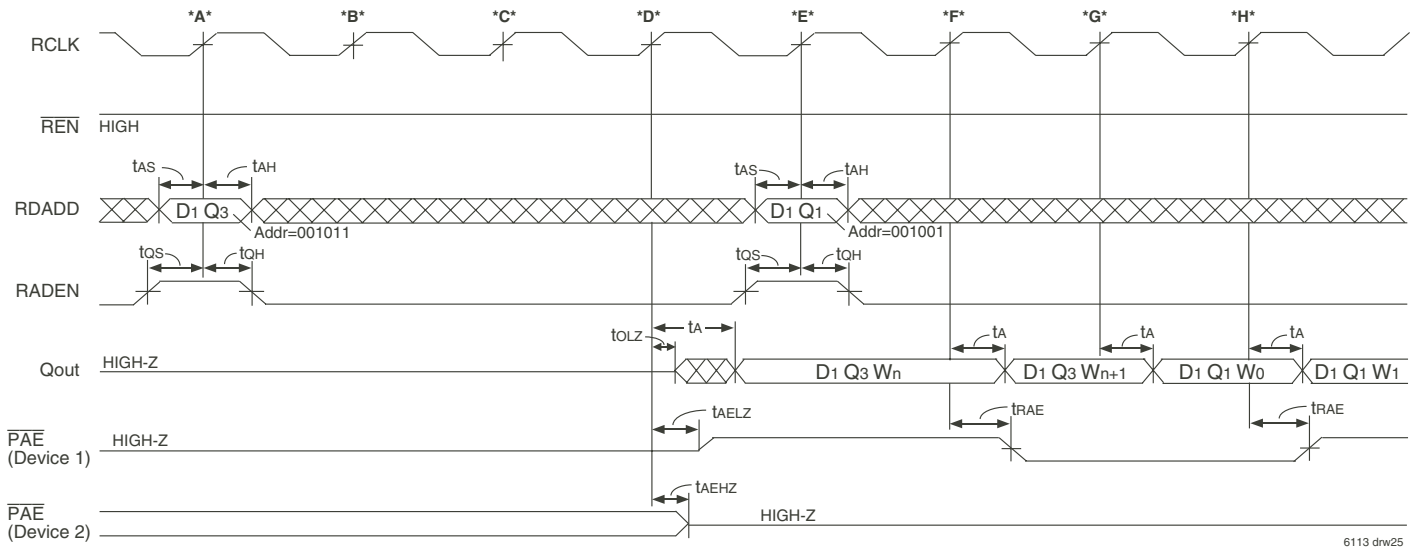 *A* *B* *C* *D* *E* *F* *G* *H*
RCLK
REN HIGH
tAS tAH tAS tAH
RDADD D1 Q3 D1 Q1
Addr=001011 Addr=001001
tQS tQH tQS tQH
RADEN
tOLZ tA tA tA tA
Qout HIGH-Z D1 Q3 Wn D1 Q3 Wn+1 D1 Q1 W0 D1 Q1 W1
tAELZ tRAE tRAE
PAE HIGH-Z
(Device 1)
tAEHZ
PAE HIGH-Z
(Device 2)
6113 drw25